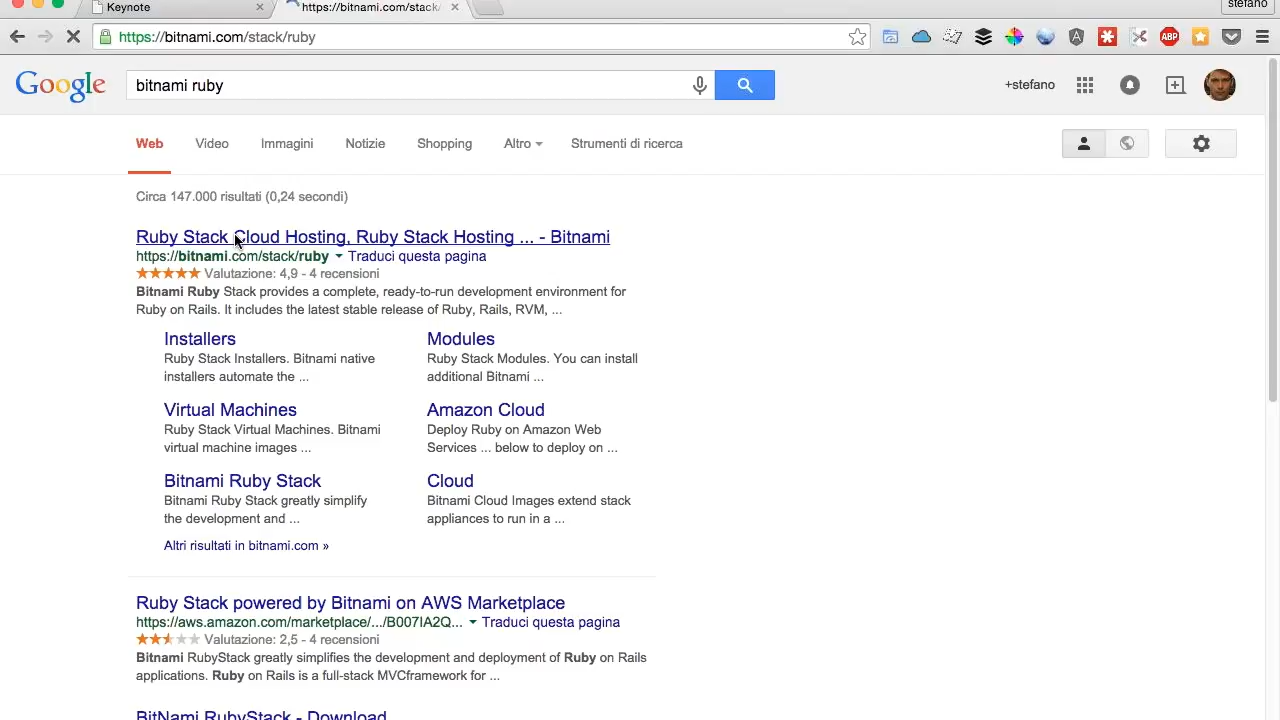 Keynote
https://bitnami.com/stack/
stefano
https://bitnami.com/stack/ruby
ABP
Google
bitnami ruby
+stefano
Web Video Immagini Notizie Shopping Altro Strumenti di ricerca
Circa 147.000 risultati (0,24 secondi)
Ruby Stack Cloud Hosting, Ruby Stack Hosting ... - Bitnami
https://bitnami.com/stack/ruby Traduci questa pagina
Valutazione: 4,9 - 4 recensioni
Bitnami Ruby Stack provides a complete, ready-to-run development environment for
Ruby on Rails. It includes the latest stable release of Ruby, Rails, RVM, ...
Installers
Ruby Stack Installers. Bitnami native
installers automate the ...
Modules
Ruby Stack Modules. You can install
additional Bitnami ...
Virtual Machines
Ruby Stack Virtual Machines. Bitnami
virtual machine images ...
Amazon Cloud
Deploy Ruby on Amazon Web
Services ... below to deploy on ...
Bitnami Ruby Stack
Bitnami Ruby Stack greatly simplify
the development and ...
Cloud
Bitnami Cloud Images extend stack
appliances to run in a ...
Altri risultati in bitnami.com »
Ruby Stack powered by Bitnami on AWS Marketplace
https://aws.amazon.com/marketplace/.../B007IA2Q... Traduci questa pagina
Valutazione: 2,5 - 4 recensioni
Bitnami RubyStack greatly simplifies the development and deployment of Ruby on Rails
applications. Ruby on Rails is a full-stack MVCframework for ...
BitNami RubyStack - Download